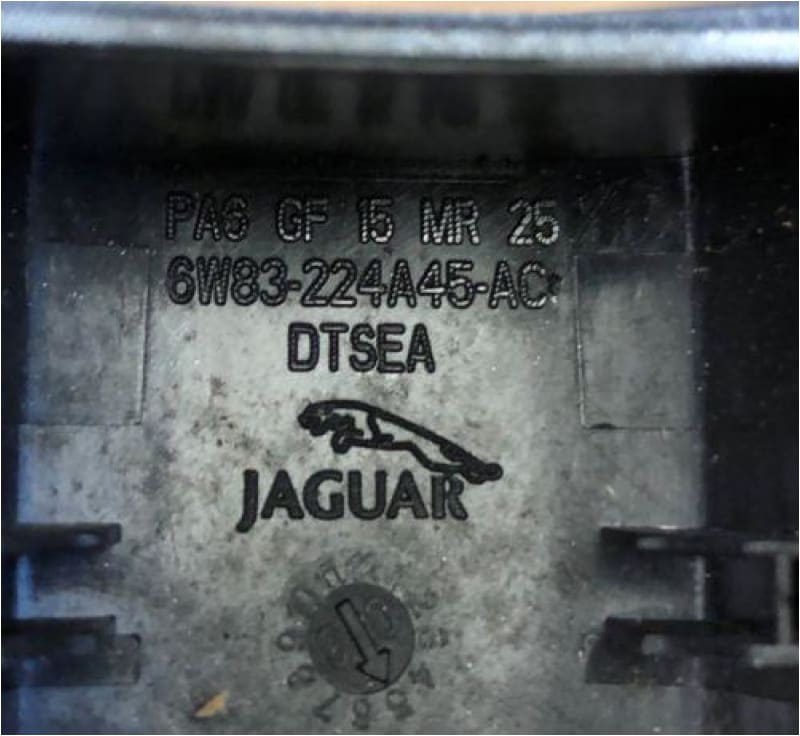 PA6 GF 15 MR 25
6W83-224A45-AC
DTSEA
JAGUAR